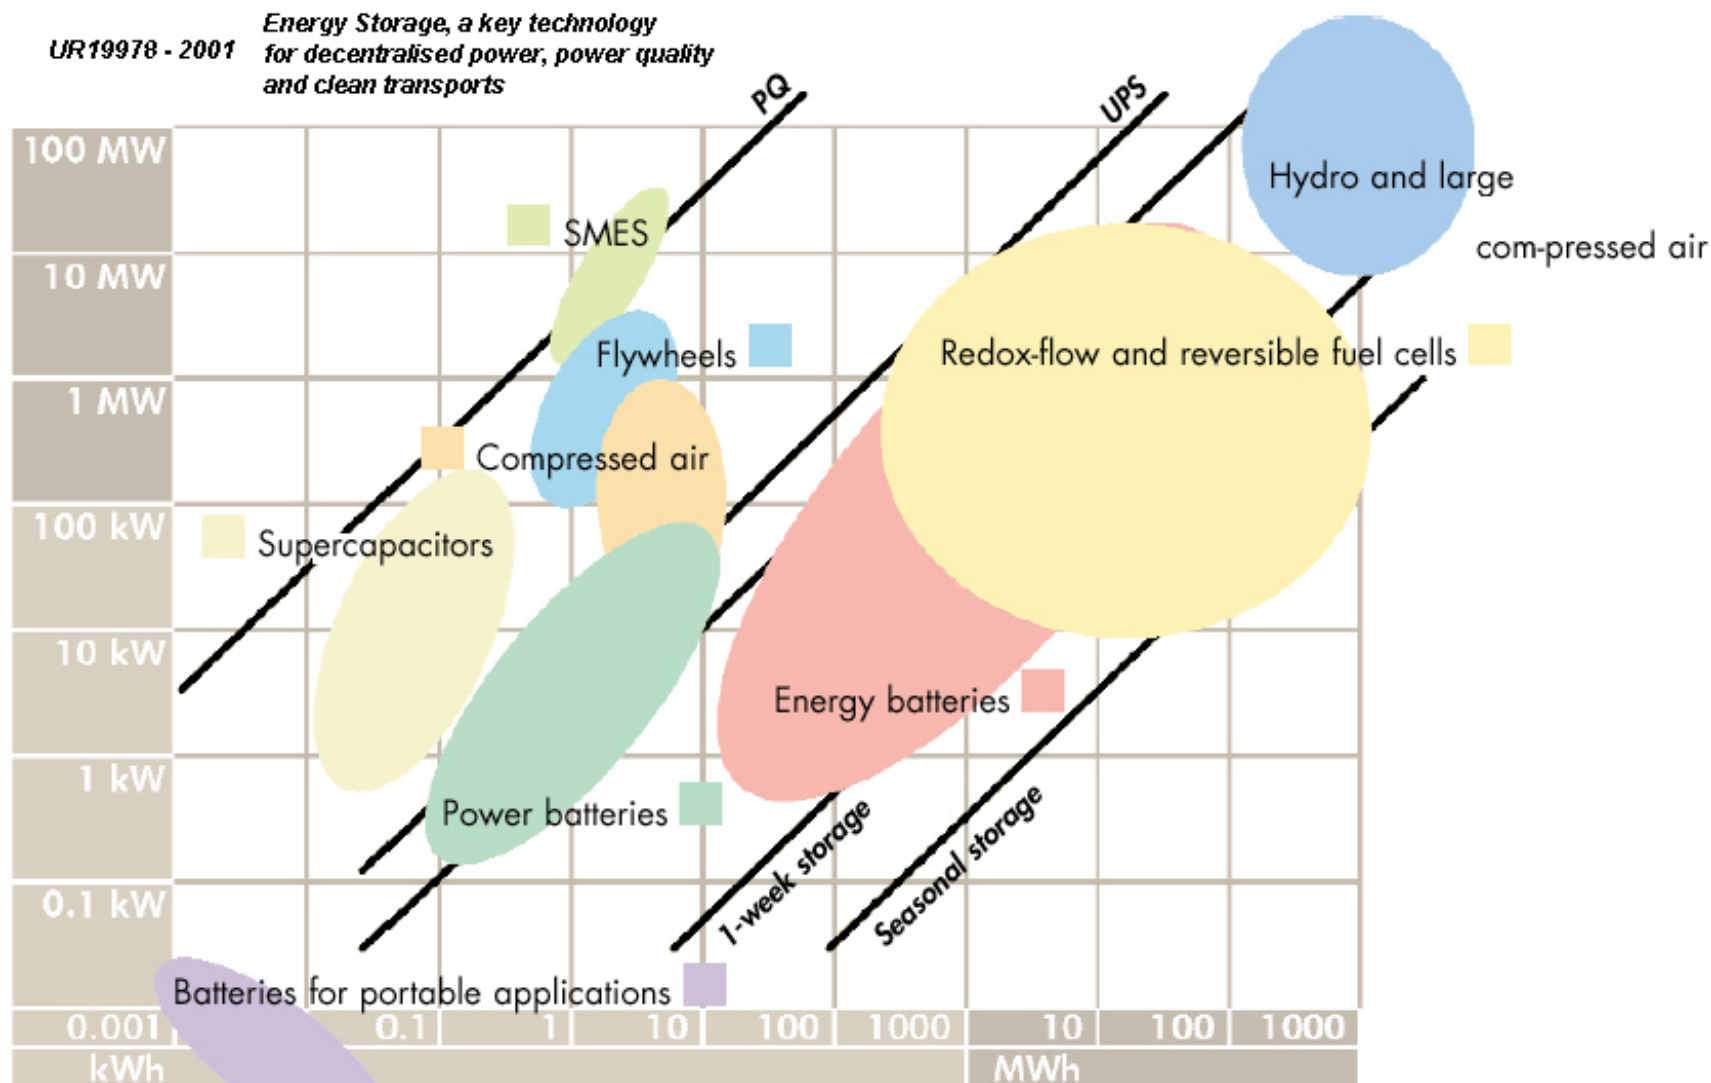 UR19978 - 2001
Energy Storage, a key technology
for decentralised power, power quality
and clean transports
PQ
UPS
100 MW
Hydro and large
SMES
com-pressed air
10 MW
Flywheels
Redox-flow and reversible fuel cells
1 MW
Compressed air
100 kW
Supercapacitors
10 kW
Energy batteries
1 kW
Power batteries
1-week storage
Seasonal storage
0.1 kW
Batteries for portable applications
0.001 0.1 1 10 100 1000 10 100 1000
kWh MWh